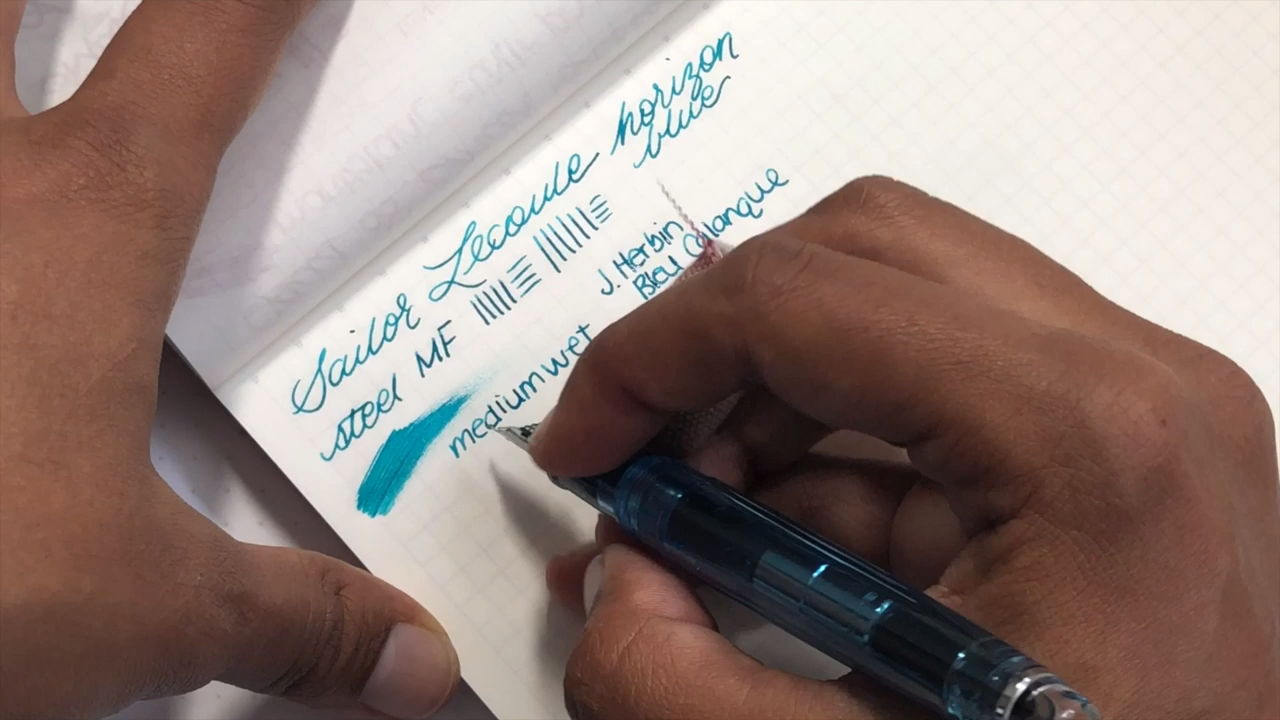 Sailor Lecoule horizon
blue
steel MF
J. Herbin
Bleu Calanque
medium wet